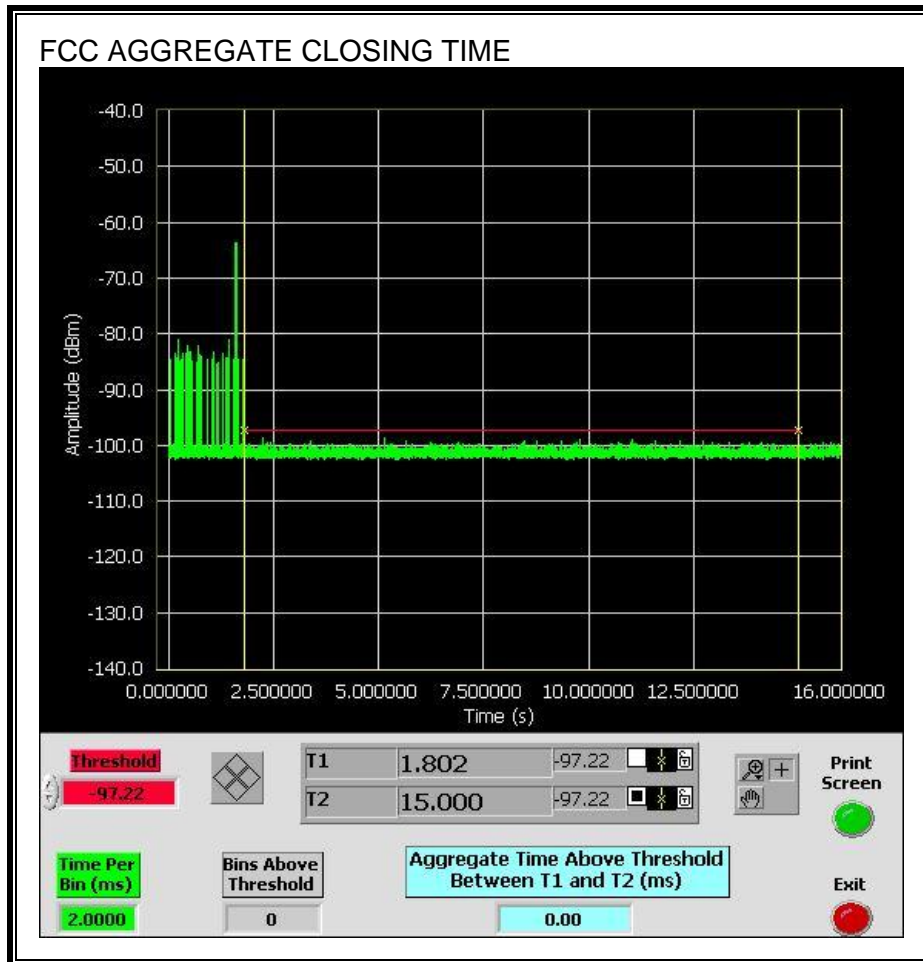 FCC AGGREGATE CLOSING TIME
-40.0
-50.0
-60.0
-70.0
-80.0
-90.0
-100.0
-110.0
-120.0
-130.0
-140.0
Amplitude (dBm)
0.000000 2.500000 5.000000 7.500000 10.000000 12.500000 16.000000
Time (s)
Threshold
-97.22
T1 1.802 -97.22
T2 15.000 -97.22
Print
Screen
Time Per
Bin (ms)
2.0000
Bins Above
Threshold
0
Aggregate Time Above Threshold
Between T1 and T2 (ms)
0.00
Exit